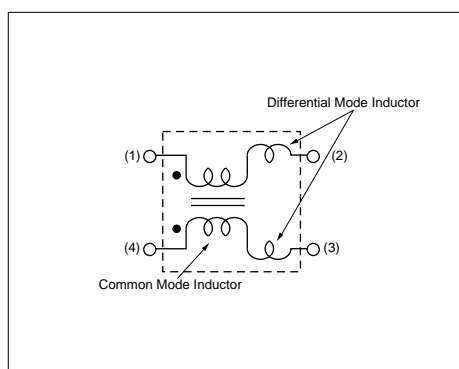 Differential Mode Inductor
(1)
(2)
(4)
(3)
Common Mode Inductor